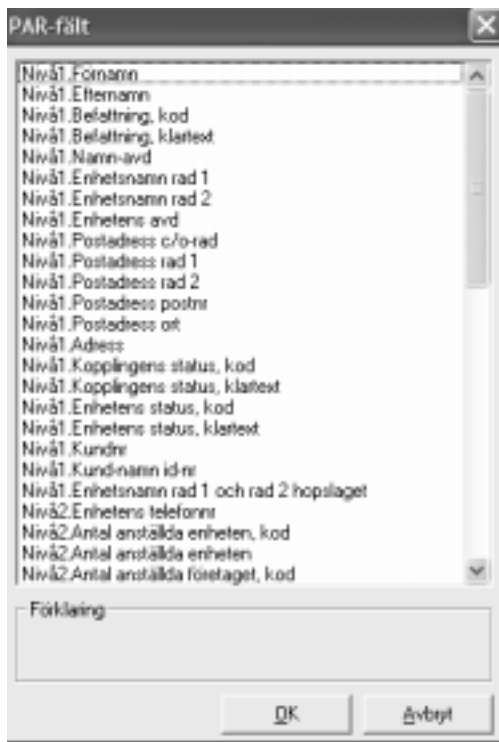 PAR-fält
Nivå1.Förnamn
Nivå1.Efternamn
Nivå1.Befattning, kod
Nivå1.Befattning, klartext
Nivå1.Namn-avd
Nivå1.Enhetsnamn rad 1
Nivå1.Enhetsnamn rad 2
Nivå1.Enhetens avd
Nivå1.Postadress c/o-rad
Nivå1.Postadress rad 1
Nivå1.Postadress rad 2
Nivå1.Postadress postnr
Nivå1.Postadress ort
Nivå1.Adress
Nivå1.Kopplingens status, kod
Nivå1.Kopplingens status, klartext
Nivå1.Enhetens status, kod
Nivå1.Enhetens status, klartext
Nivå1.Kundnr
Nivå1.Kund-namn id-nr
Nivå1.Enhetsnamn rad 1 och rad 2 hopslaget
Nivå2.Enhetens telefonnr
Nivå2.Antal anställda enheten, kod
Nivå2.Antal anställda enheten
Nivå2.Antal anställda företaget, kod
Förklaring
OK Avbryt